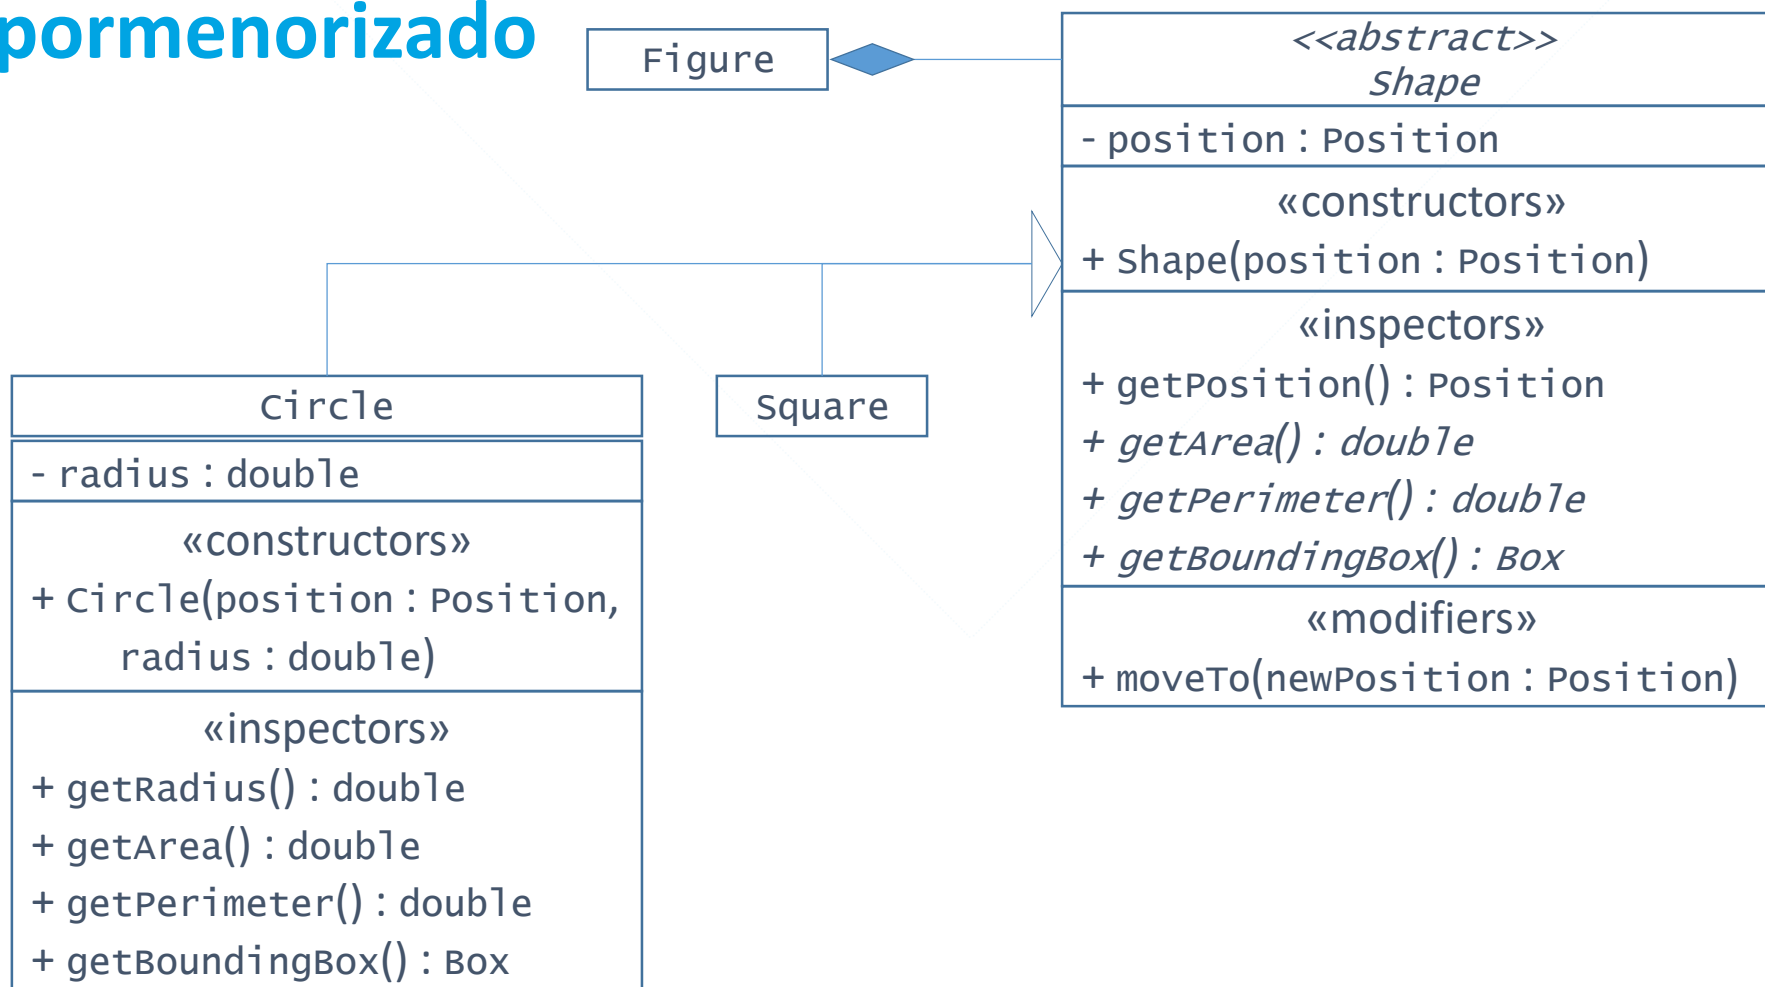 pormenorizado
Figure
<<abstract>>
Shape
- position : Position
«constructors»
+ Shape(position : Position)
«inspectors»
+ getPosition() : Position
+ getArea() : double
+ getPerimeter() : double
+ getBoundingBox() : Box
«modifiers»
+ moveTo(newPosition : Position)
Circle
- radius : double
«constructors»
+ Circle(position : Position,
radius : double)
«inspectors»
+ getRadius() : double
+ getArea() : double
+ getPerimeter() : double
+ getBoundingBox() : Box
Square